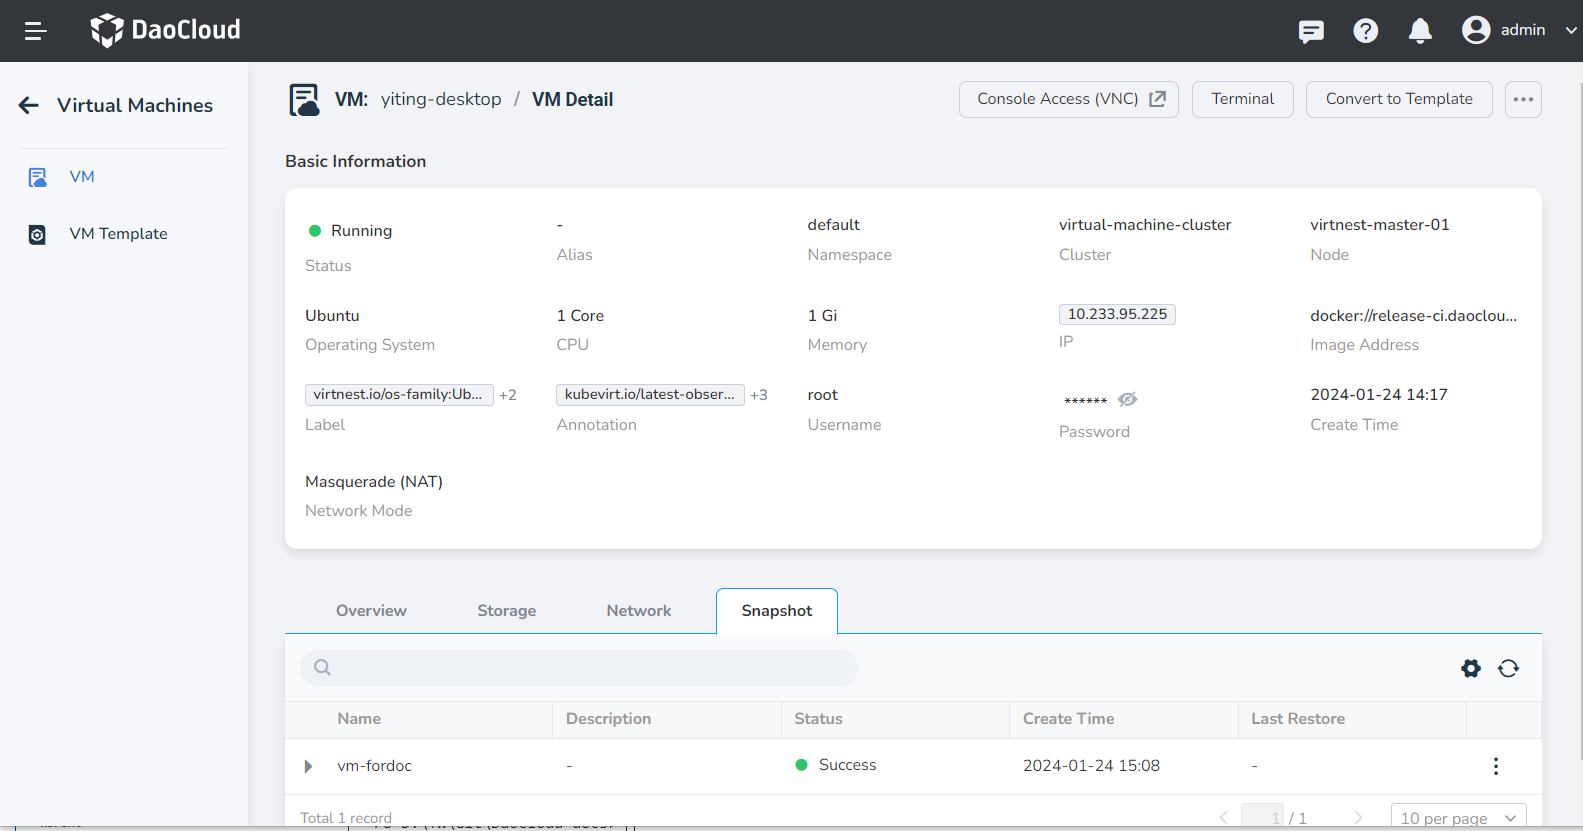 DaoCloud
admin
Virtual Machines
VM: yiting-desktop / VM Detail
Console Access (VNC)
Terminal
Convert to Template
VM
VM Template
Basic Information
Running
Status
-
Alias
default
Namespace
virtual-machine-cluster
Cluster
virtnest-master-01
Node
Ubuntu
Operating System
1 Core
CPU
1 Gi
Memory
10.233.95.225
IP
docker://release-ci.daoclou...
Image Address
virtnest.io/os-family:Ub... +2
Label
kubevirt.io/latest-obser... +3
Annotation
root
Username
******
Password
2024-01-24 14:17
Create Time
Masquerade (NAT)
Network Mode
Overview Storage Network Snapshot
Name Description Status Create Time Last Restore
vm-fordoc - Success 2024-01-24 15:08 -
Total 1 record
1 / 1
10 per page